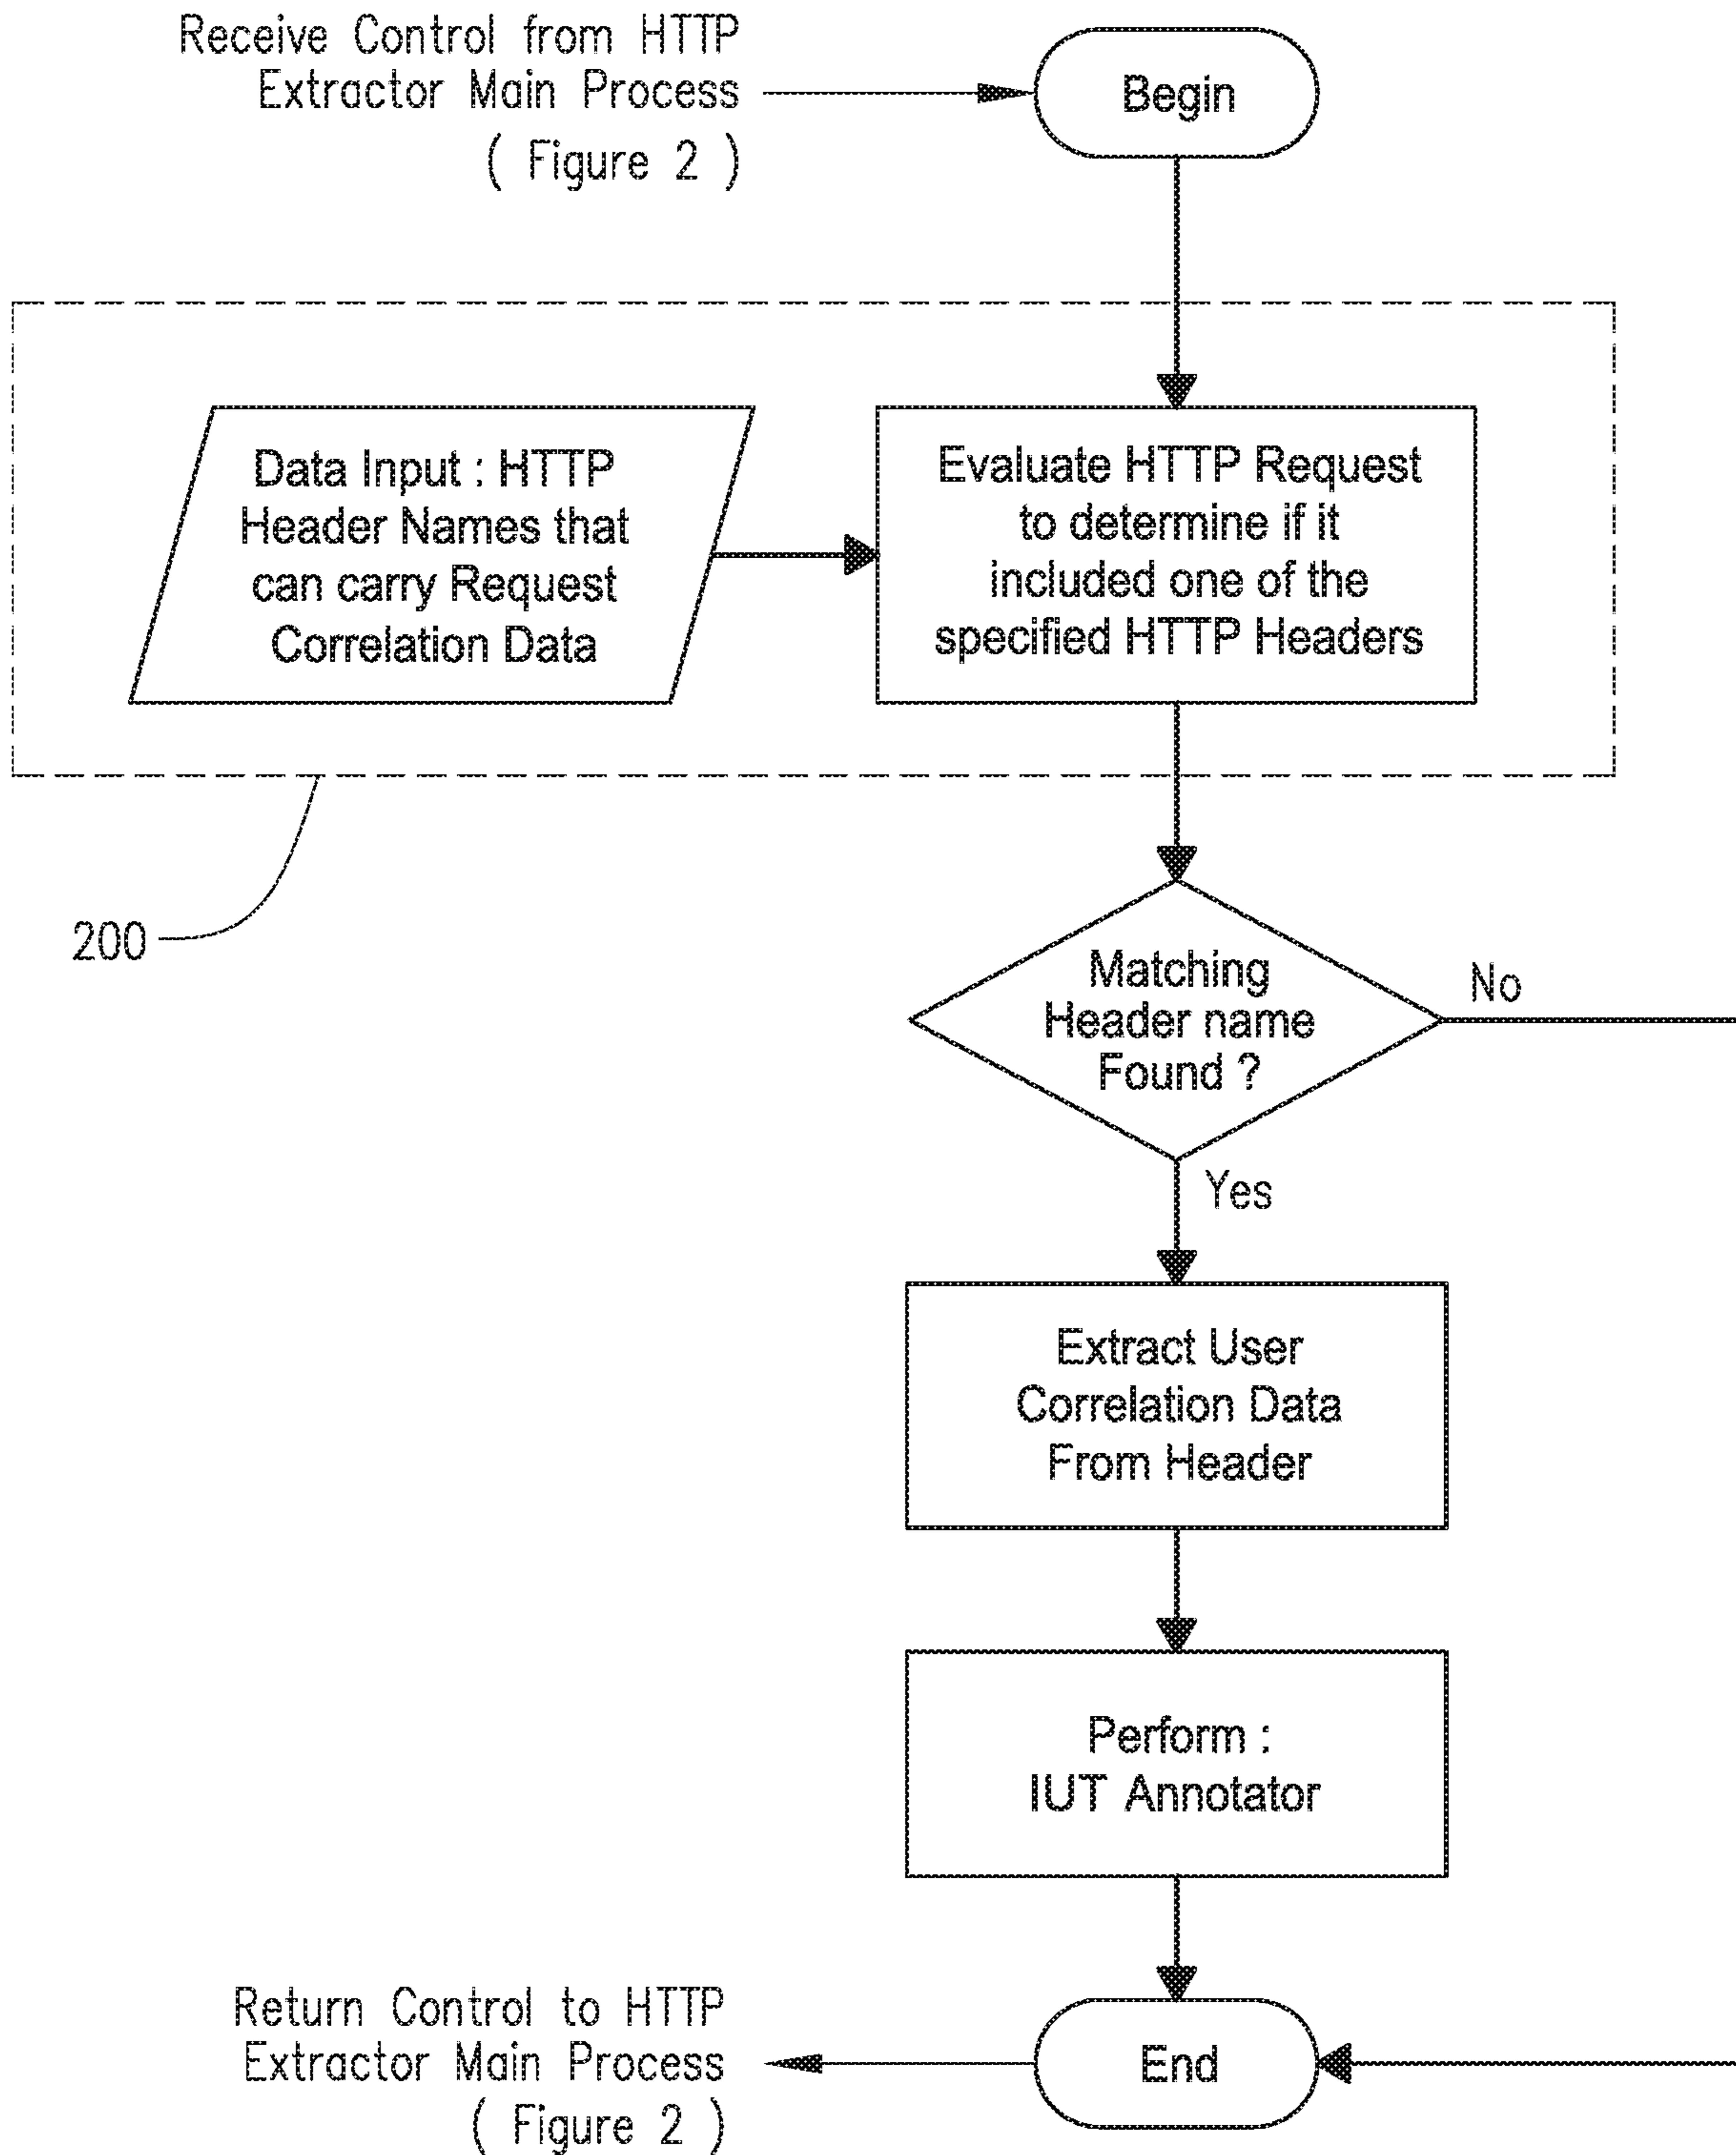 Receive Control from HTTP
Extractor Main Process
( Figure 2 )
Begin
Data Input : HTTP
Header Names that
can carry Request
Correlation Data
Evaluate HTTP Request
to determine if it
included one of the
specified HTTP Headers
200
Matching
Header name
Found ?
No
Yes
Extract User
Correlation Data
From Header
Perform :
IUT Annotator
Return Control to HTTP
Extractor Main Process
( Figure 2 )
End